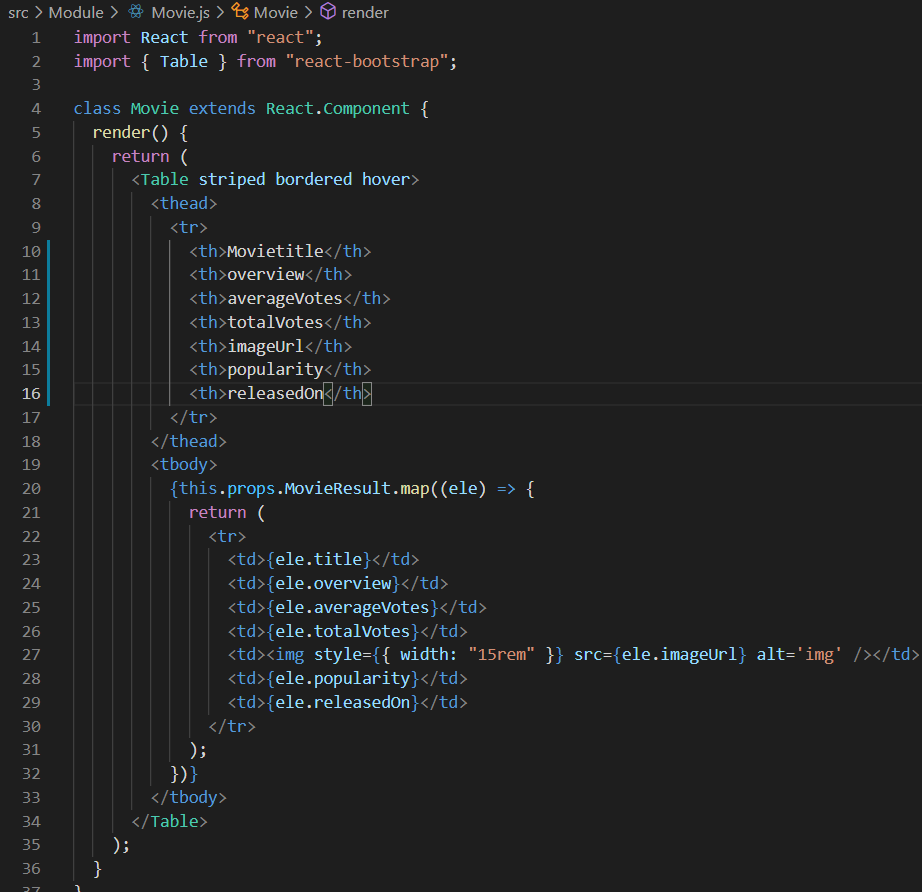 src > Module > Movie.js > Movie > render
1 import React from "react";
2 import { Table } from "react-bootstrap";
3
4 class Movie extends React.Component {
5   render() {
6     return (
7       <Table striped bordered hover>
8         <thead>
9           <tr>
10             <th>Movietitle</th>
11             <th>overview</th>
12             <th>averageVotes</th>
13             <th>totalVotes</th>
14             <th>imageUrl</th>
15             <th>popularity</th>
16             <th>releasedOn</th>
17           </tr>
18         </thead>
19         <tbody>
20           {this.props.MovieResult.map((ele) => {
21             return (
22               <tr>
23                 <td>{ele.title}</td>
24                 <td>{ele.overview}</td>
25                 <td>{ele.averageVotes}</td>
26                 <td>{ele.totalVotes}</td>
27                 <td><img style={{ width: "15rem" }} src={ele.imageUrl} alt='img' /></td>
28                 <td>{ele.popularity}</td>
29                 <td>{ele.releasedOn}</td>
30               </tr>
31             );
32           })}
33         </tbody>
34       </Table>
35     );
36   }
37 }